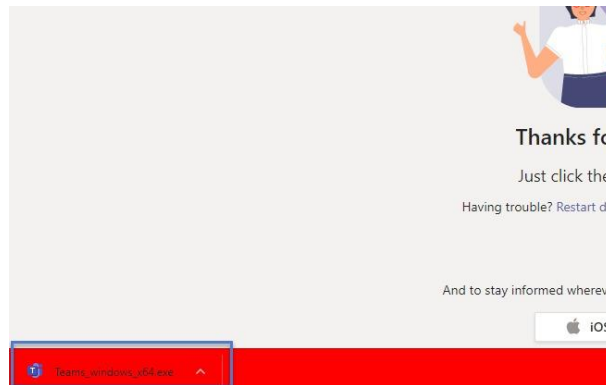 Thanks fo
Just click the
Having trouble? Restart d
And to stay informed wherev
iOS
Teams_windows_x64.exe